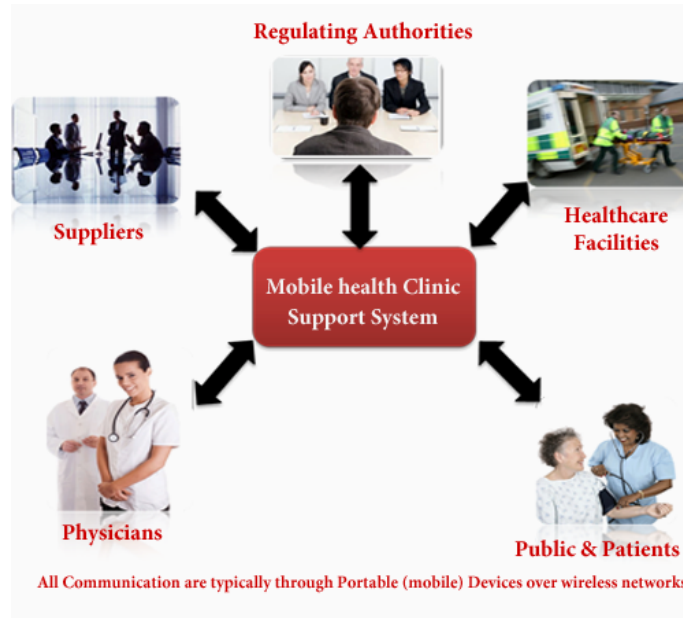 Regulating Authorities
Suppliers
Healthcare
Facilities
Mobile health Clinic
Support System
Physicians
Public & Patients
All Communication are typically through Portable (mobile) Devices over wireless networks